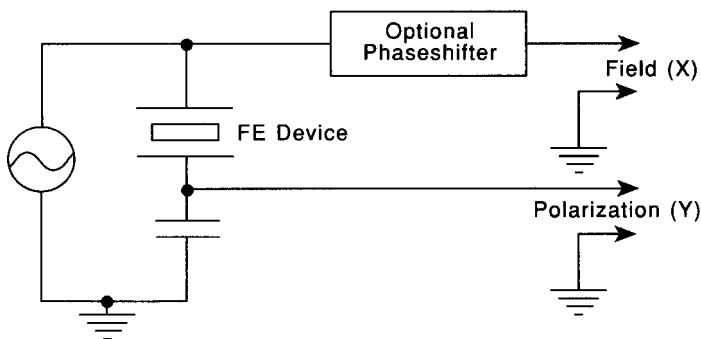 Optional
Phaseshifter
Field (X)
FE Device
Polarization (Y)